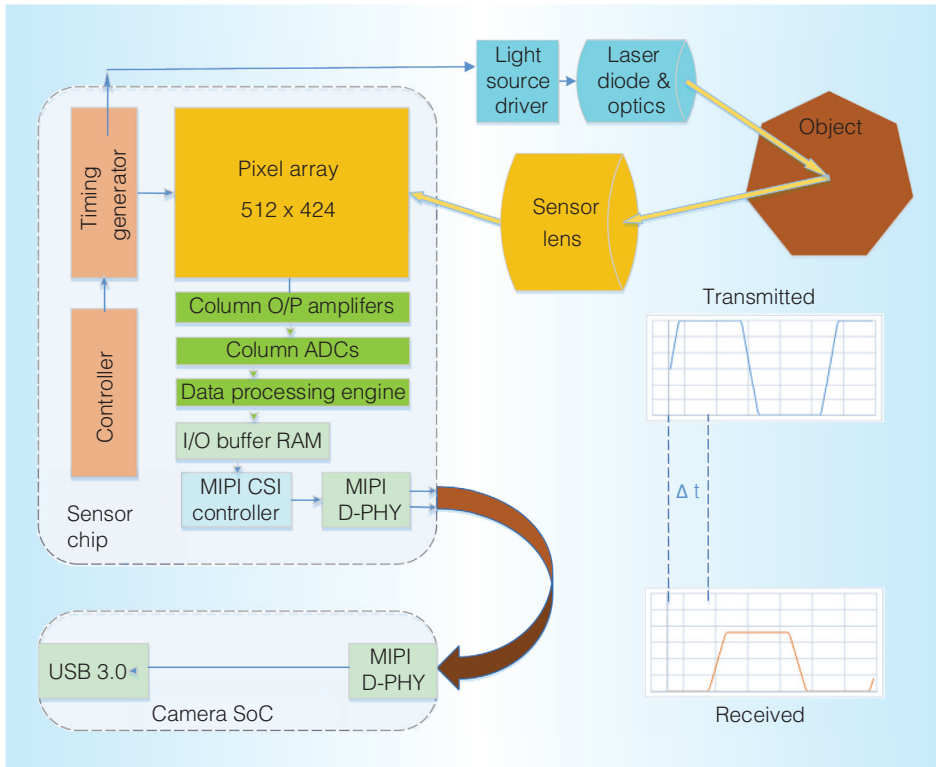 Light
source
driver
Laser
diode &
optics
Object
Timing
generator
Pixel array
512 x 424
Sensor
lens
Column O/P amplifers
Column ADCs
Data processing engine
I/O buffer RAM
Controller
MIPI CSI
controller
MIPI
D-PHY
Sensor
chip
Transmitted
Δ t
Received
USB 3.0
MIPI
D-PHY
Camera SoC